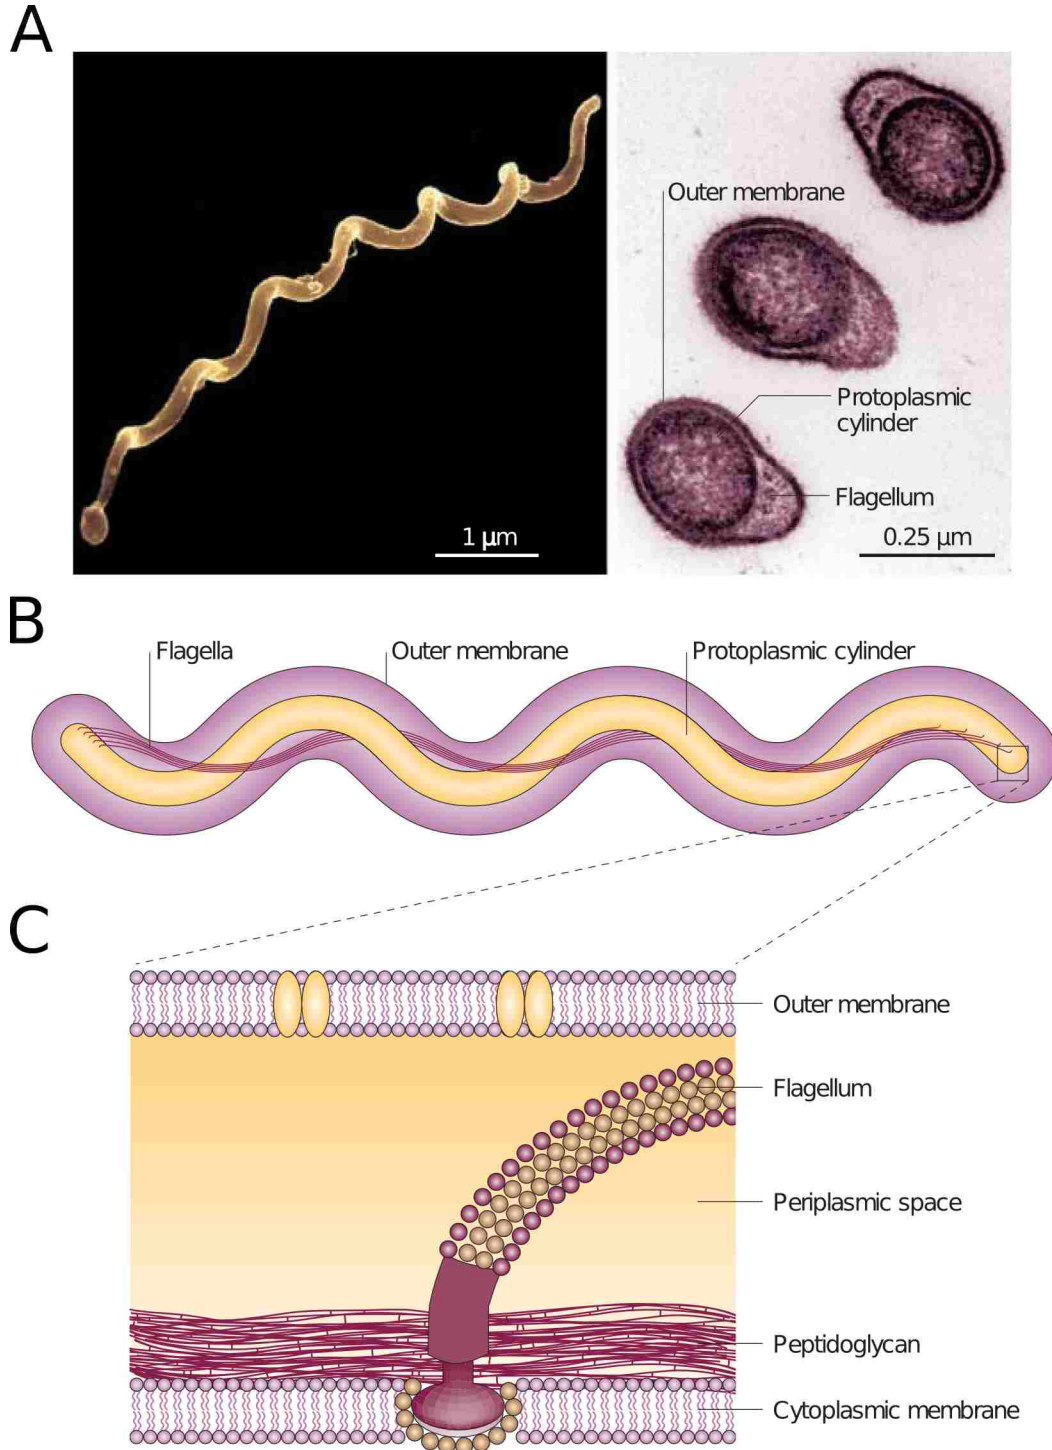 A
Outer membrane
Protoplasmic
cylinder
Flagellum
1 μm
0.25 μm
B
Flagella
Outer membrane
Protoplasmic cylinder
C
Outer membrane
Flagellum
Periplasmic space
Peptidoglycan
Cytoplasmic membrane